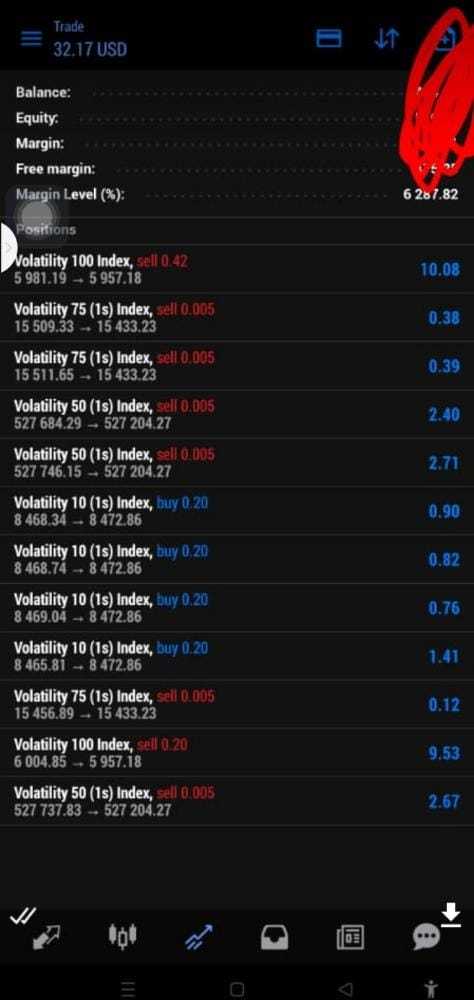 Trade
32.17 USD
Balance:
Equity:
Margin:
Free margin:
Margin Level (%): 6 287.82
Positions
Volatility 100 Index, sell 0.42
5 981.19 → 5 957.18 10.08
Volatility 75 (1s) Index, sell 0.005
15 509.33 → 15 433.23 0.38
Volatility 75 (1s) Index, sell 0.005
15 511.65 → 15 433.23 0.39
Volatility 50 (1s) Index, sell 0.005
527 684.29 → 527 204.27 2.40
Volatility 50 (1s) Index, sell 0.005
527 746.15 → 527 204.27 2.71
Volatility 10 (1s) Index, buy 0.20
8 468.34 → 8 472.86 0.90
Volatility 10 (1s) Index, buy 0.20
8 468.74 → 8 472.86 0.82
Volatility 10 (1s) Index, buy 0.20
8 469.04 → 8 472.86 0.76
Volatility 10 (1s) Index, buy 0.20
8 465.81 → 8 472.86 1.41
Volatility 75 (1s) Index, sell 0.005
15 456.89 → 15 433.23 0.12
Volatility 100 Index, sell 0.20
6 004.85 → 5 957.18 9.53
Volatility 50 (1s) Index, sell 0.005
527 737.83 → 527 204.27 2.67